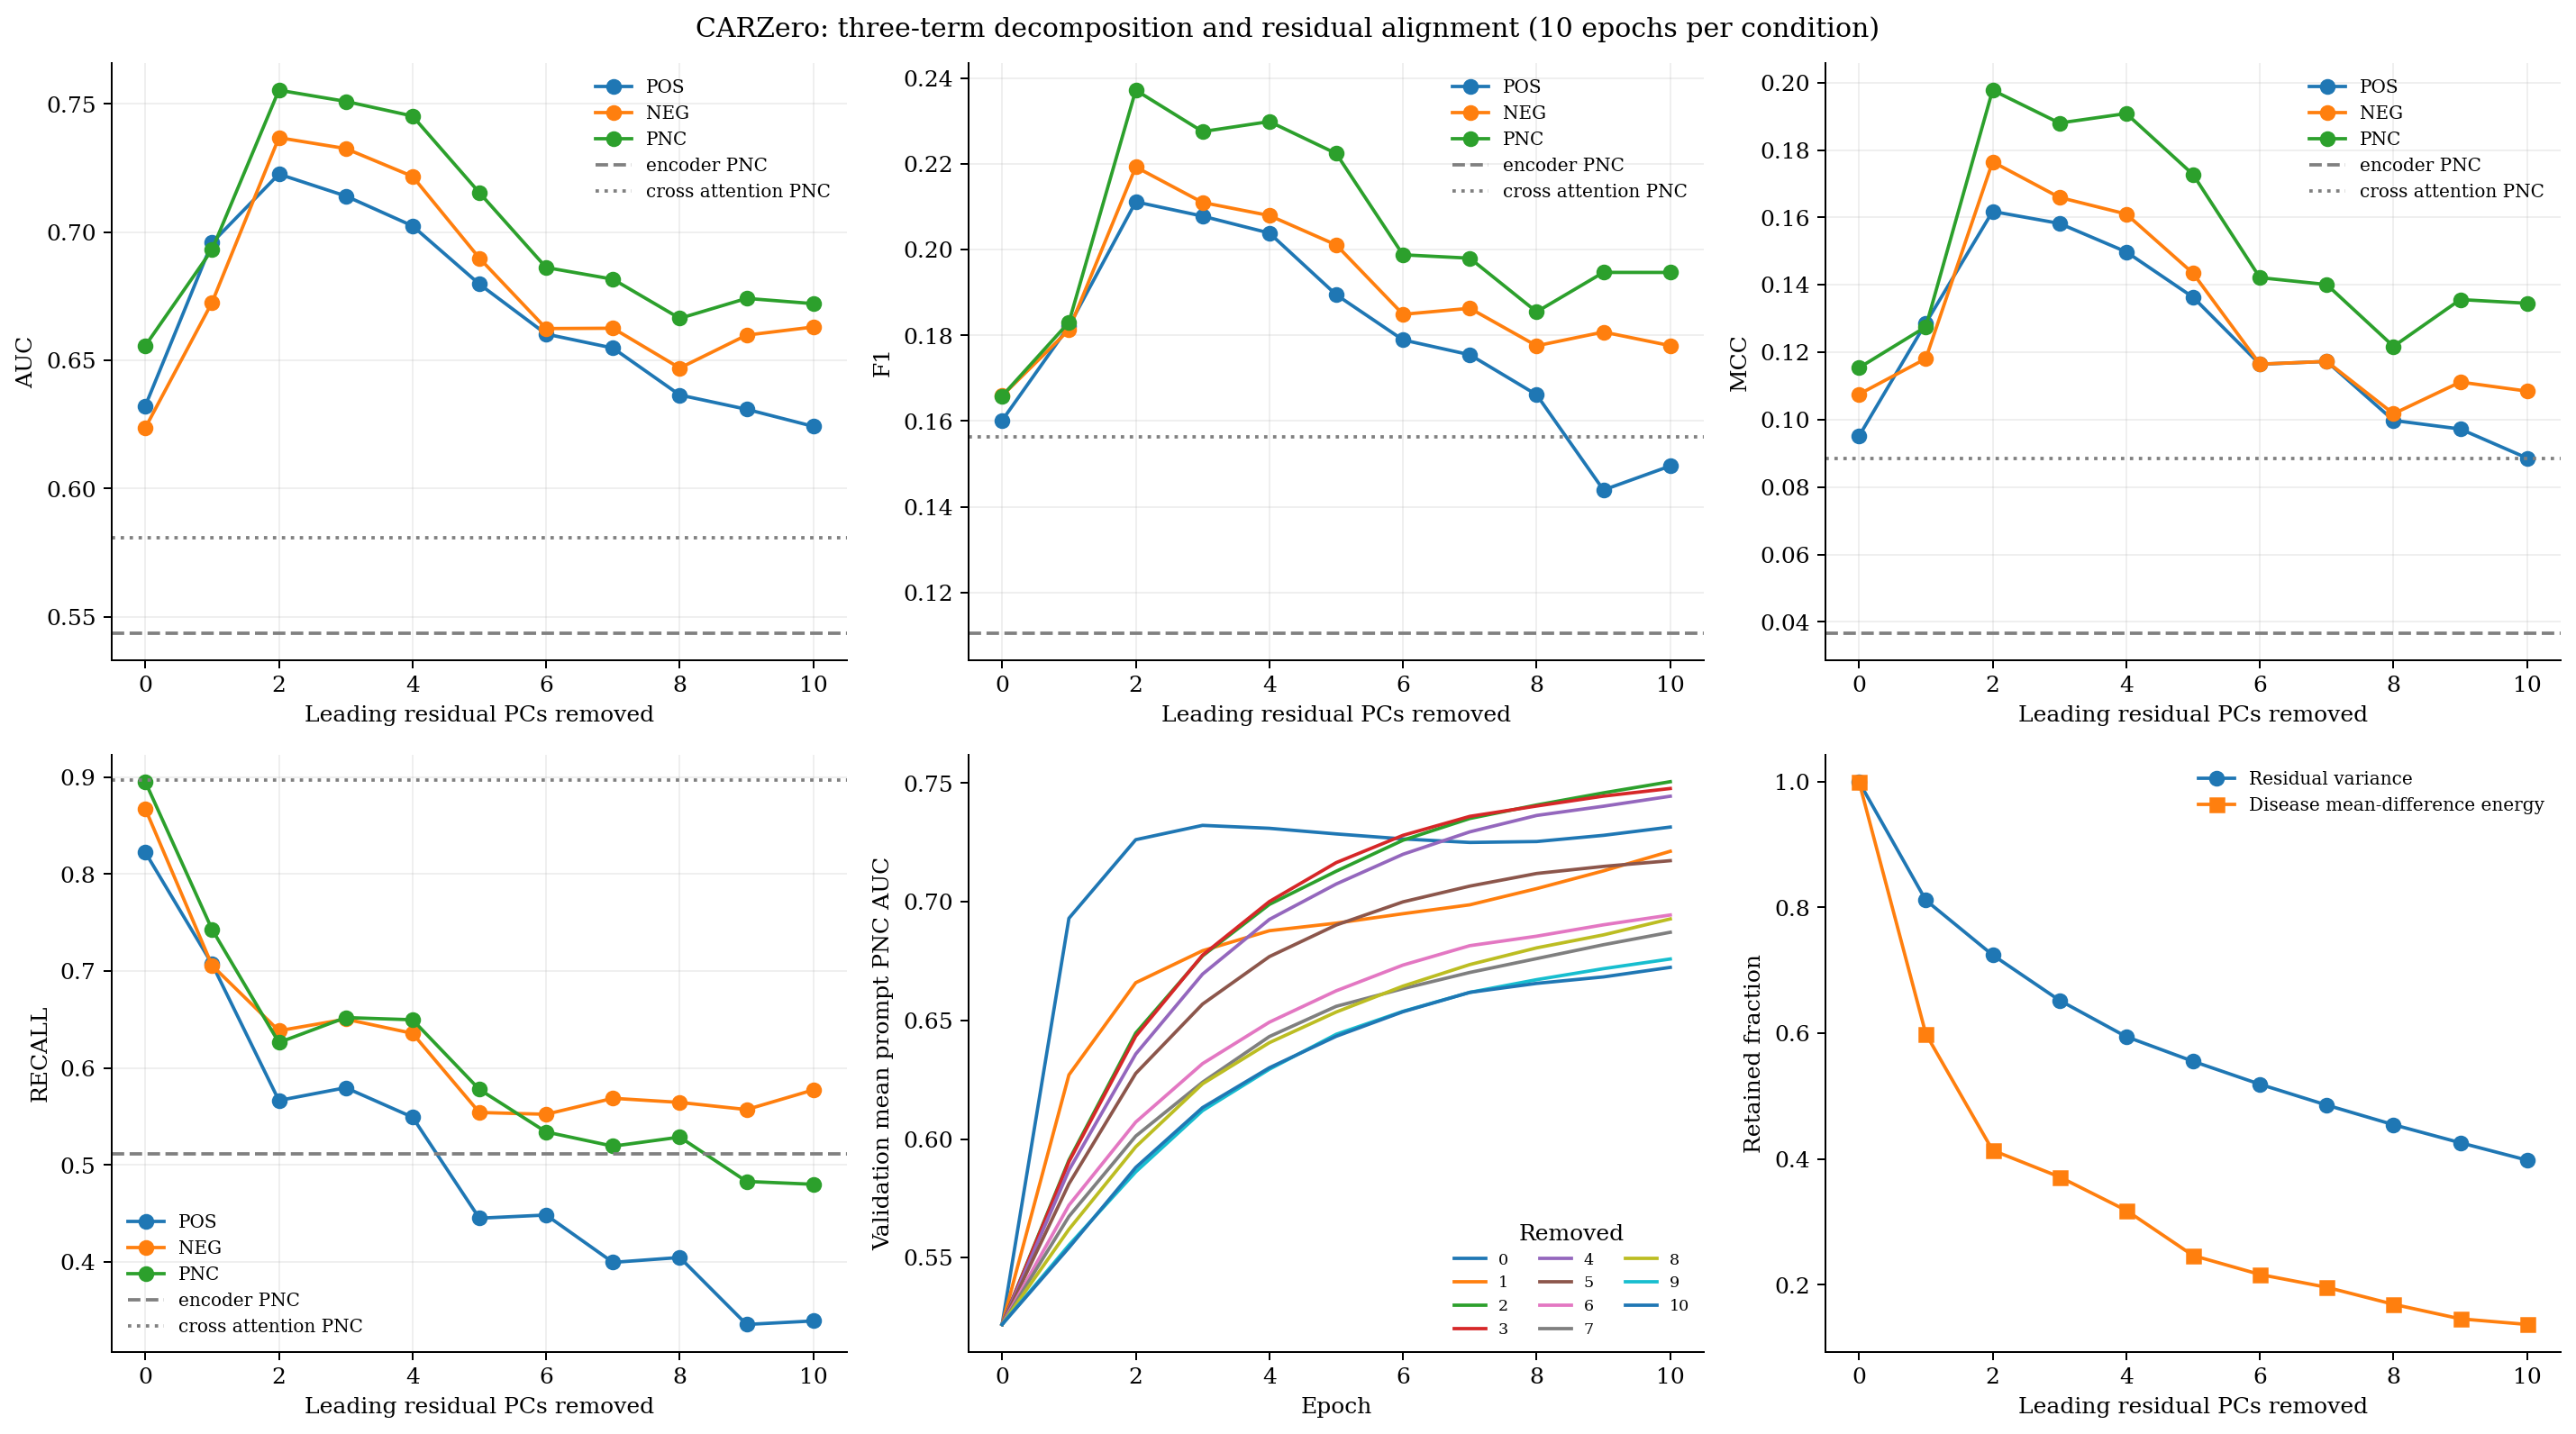 CARZero: three-term decomposition and residual alignment (10 epochs per condition)
AUC
0.75
0.70
0.65
0.60
0.55
POS
NEG
PNC
encoder PNC
cross attention PNC
0 2 4 6 8 10
Leading residual PCs removed
F1
0.24
0.22
0.20
0.18
0.16
0.14
0.12
POS
NEG
PNC
encoder PNC
cross attention PNC
0 2 4 6 8 10
Leading residual PCs removed
MCC
0.20
0.18
0.16
0.14
0.12
0.10
0.08
0.06
0.04
POS
NEG
PNC
encoder PNC
cross attention PNC
0 2 4 6 8 10
Leading residual PCs removed
RECALL
0.9
0.8
0.7
0.6
0.5
0.4
POS
NEG
PNC
encoder PNC
cross attention PNC
0 2 4 6 8 10
Leading residual PCs removed
Validation mean prompt PNC AUC
0.75
0.70
0.65
0.60
0.55
Removed
0 4 8
1 5 9
2 6 10
3 7
0 2 4 6 8 10
Epoch
Retained fraction
1.0
0.8
0.6
0.4
0.2
Residual variance
Disease mean-difference energy
0 2 4 6 8 10
Leading residual PCs removed